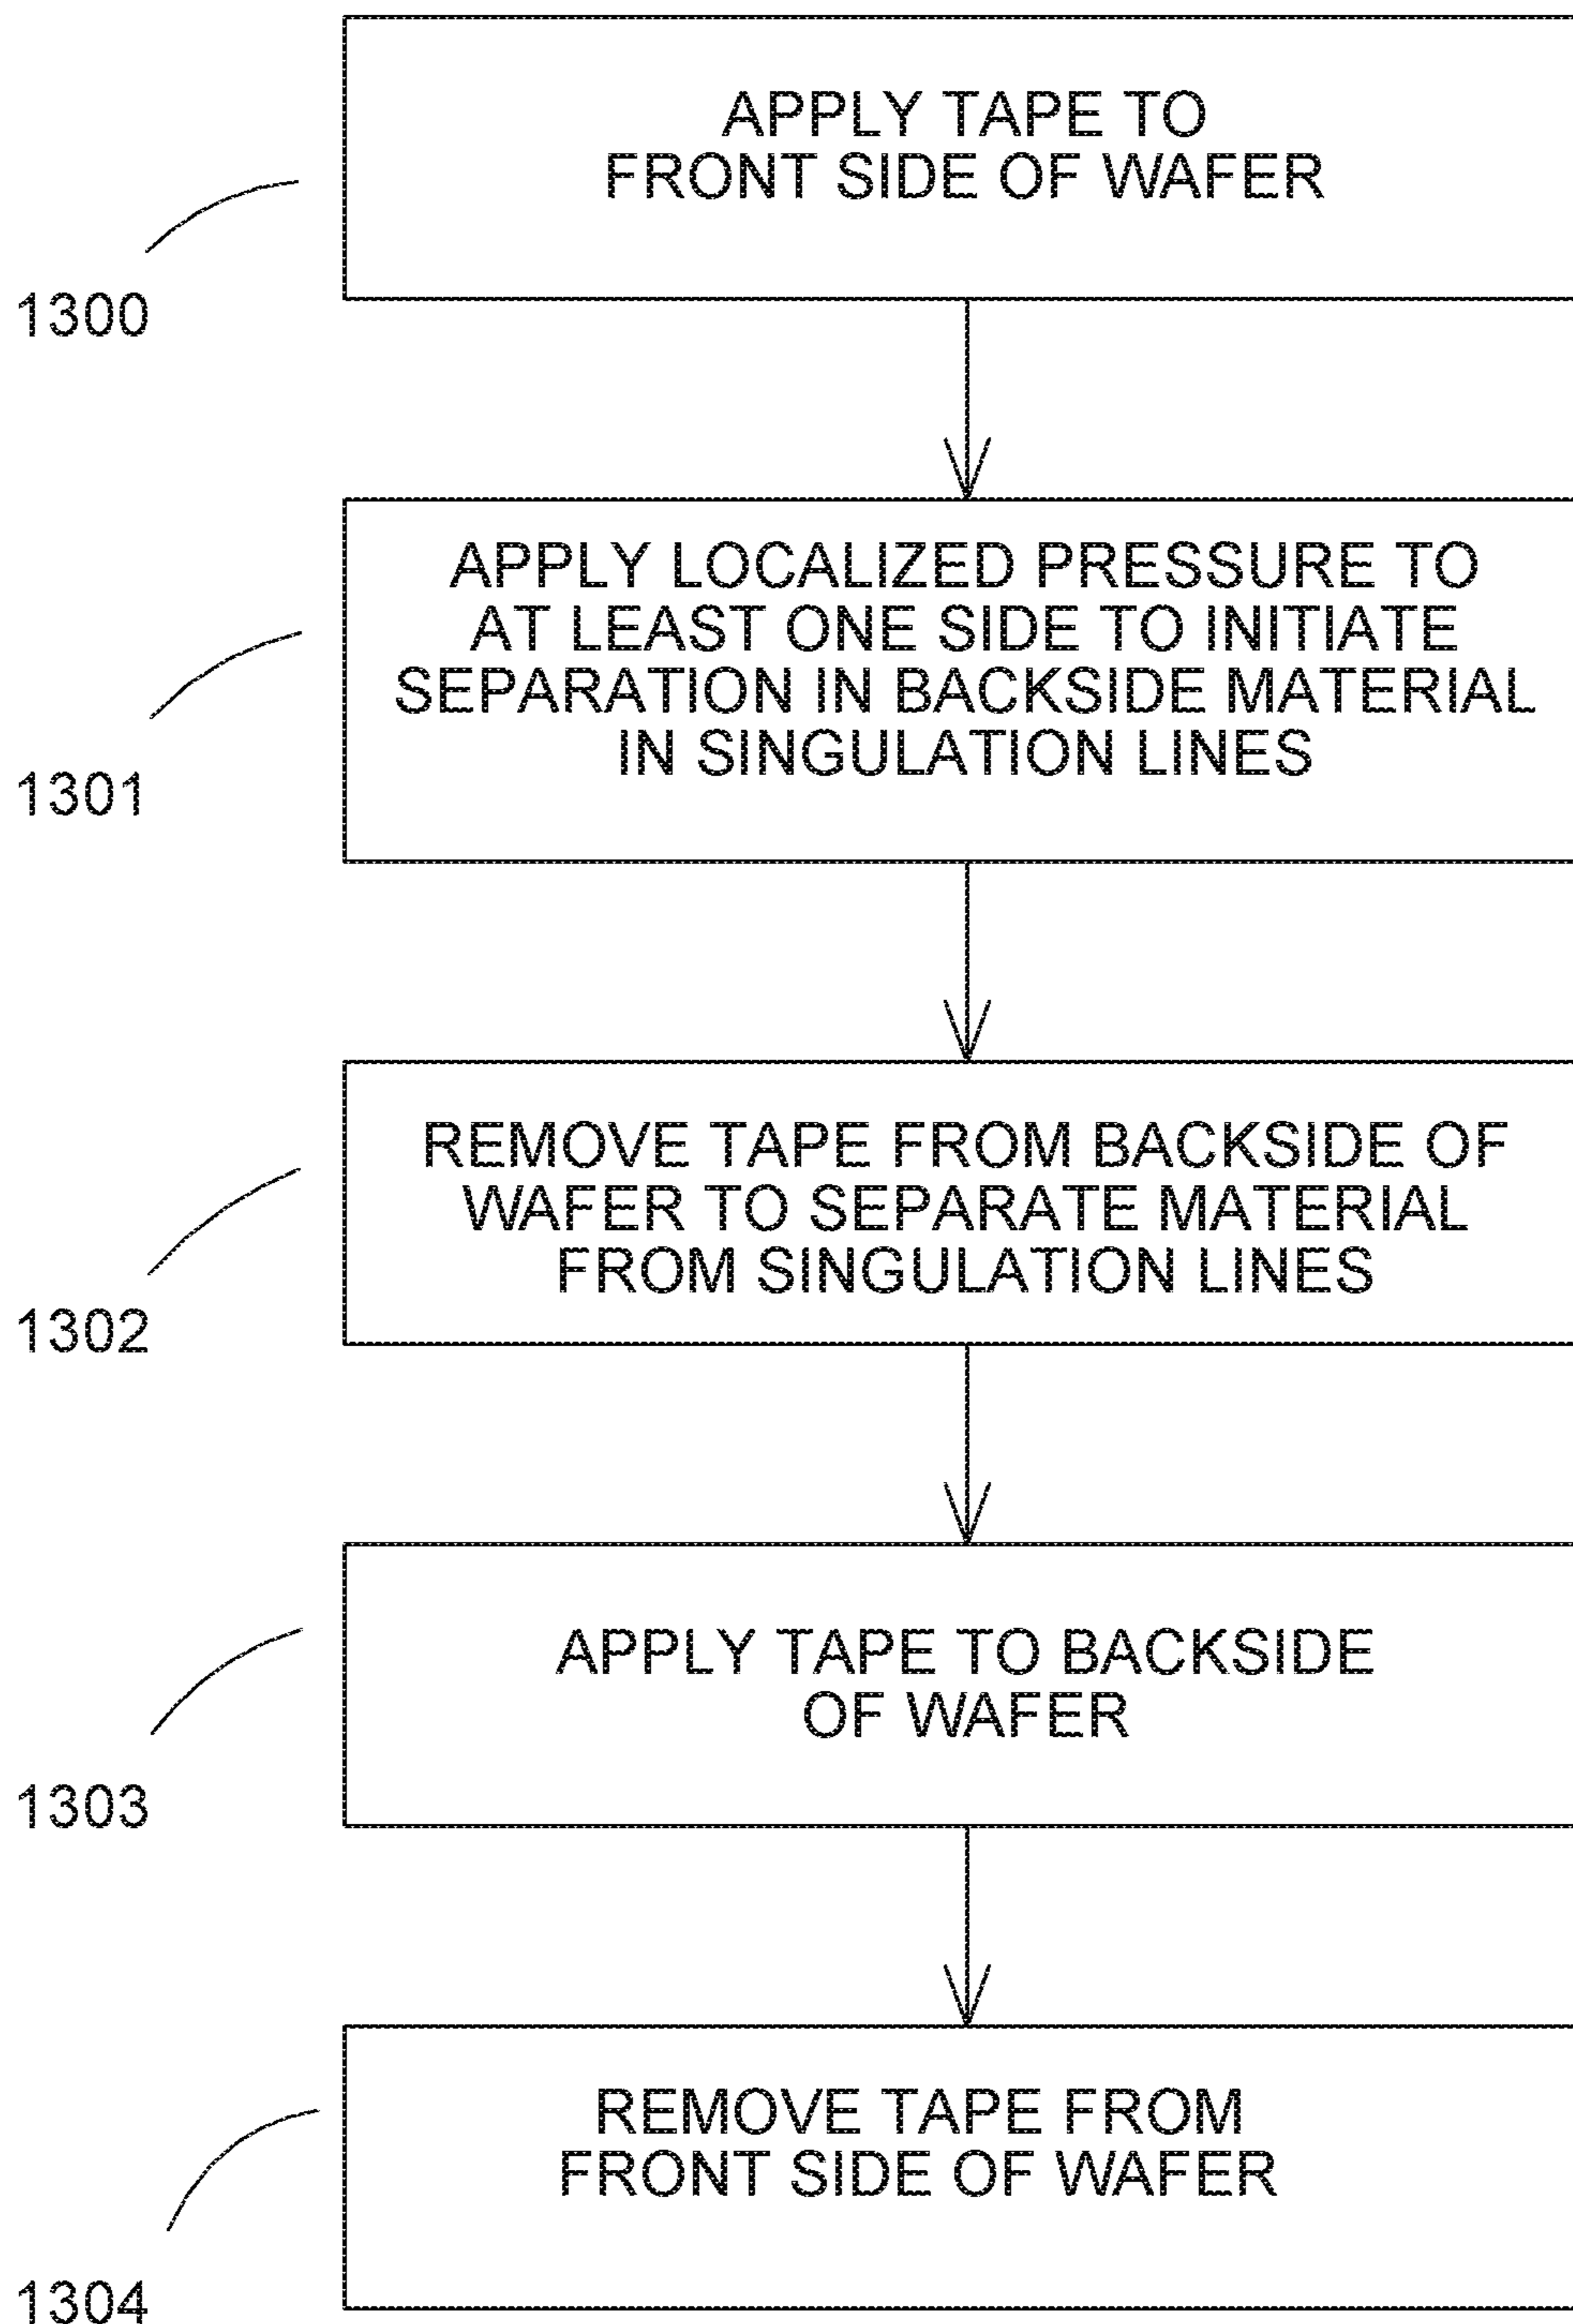 APPLY TAPE TO
FRONT SIDE OF WAFER
1300
APPLY LOCALIZED PRESSURE TO
AT LEAST ONE SIDE TO INITIATE
SEPARATION IN BACKSIDE MATERIAL
IN SINGULATION LINES
1301
REMOVE TAPE FROM BACKSIDE OF
WAFER TO SEPARATE MATERIAL
FROM SINGULATION LINES
1302
APPLY TAPE TO BACKSIDE
OF WAFER
1303
REMOVE TAPE FROM
FRONT SIDE OF WAFER
1304